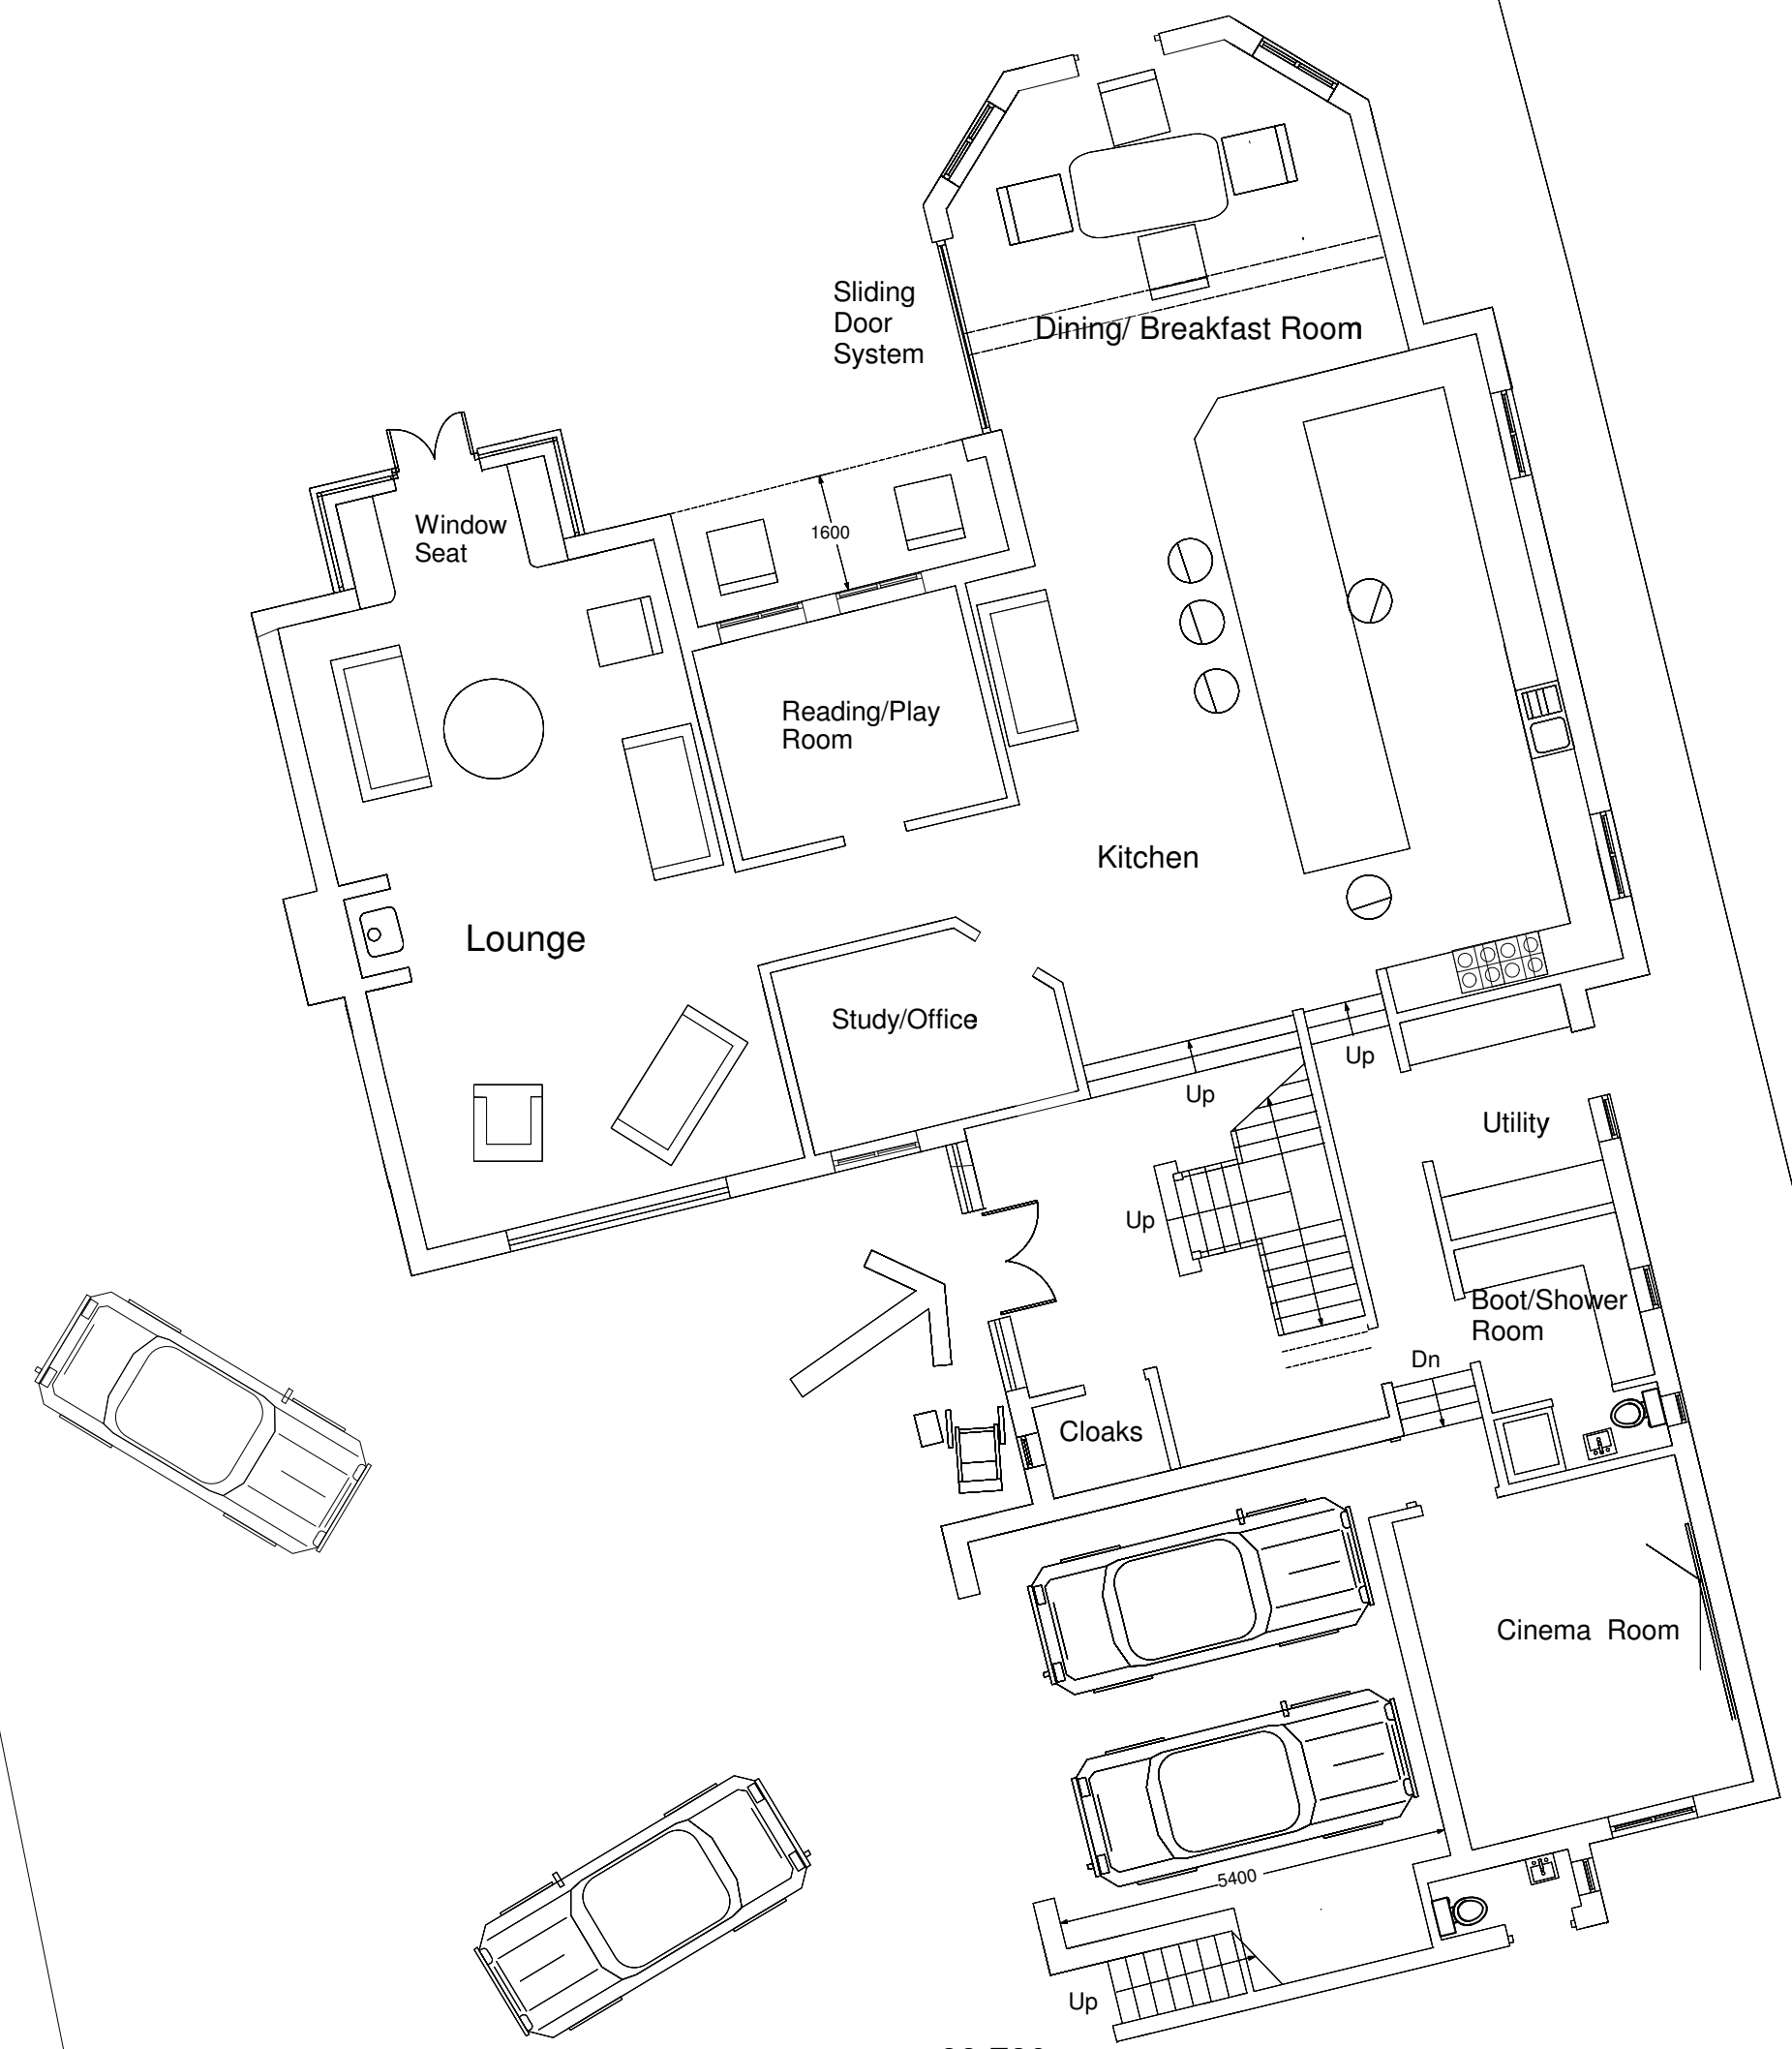 Sliding
Door
System
Dining/ Breakfast Room
Window
Seat
1600
Reading/Play
Room
Kitchen
Lounge
Study/Office
Up
Up
Utility
Up
Boot/Shower
Room
Dn
Cloaks
Cinema Room
5400
Up